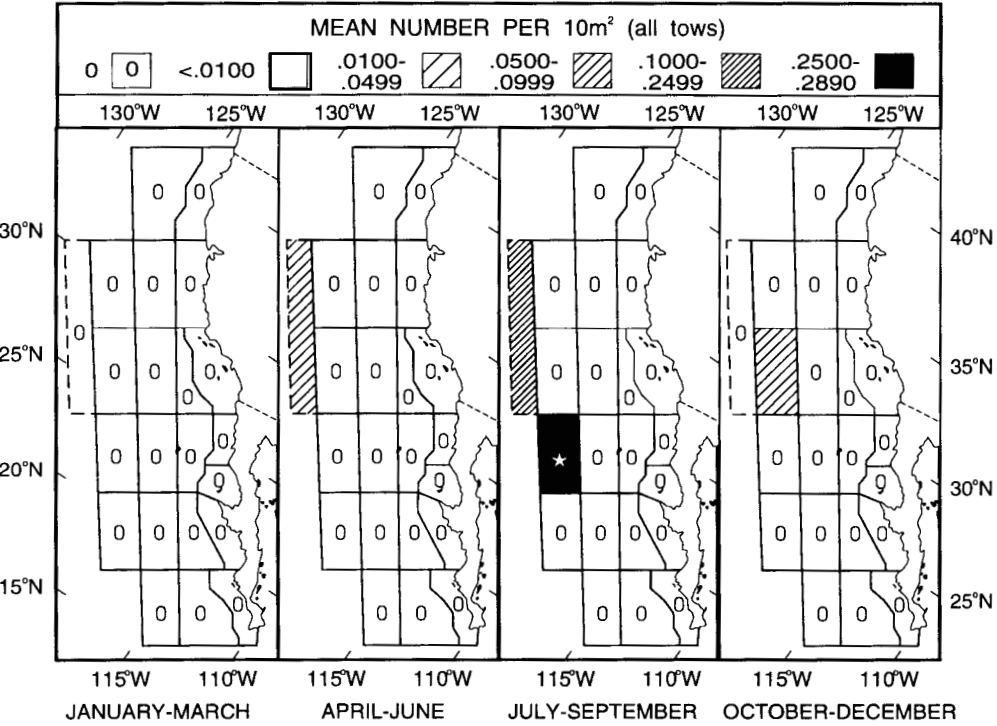 MEAN NUMBER PER 10m² (all tows)
0 0 <.0100 .0100-.0499 .0500-.0999 .1000-.2499 .2500-.2890
130°W 125°W 130°W 125°W 130°W 125°W 130°W 125°W
0 0 0 0 0 0 0 0
30°N 40°N
0 0 0 0 0 0 0 0 0 0 0 0
0 0
25°N 35°N
0 0 0 0 0 0 0 0 0 0 0
0 0 0 0
0 0 0 0
20°N 0 0 0 0 0 0 0 0 0 0 0
0 0 0 0
30°N
0 0 0 0 0 0 0 0 0 0 0 0 0 0 0 0
15°N 25°N
0 0 0 0 0 0 0 0 0 0 0
115°W 110°W 115°W 110°W 115°W 110°W 115°W 110°W
JANUARY-MARCH APRIL-JUNE JULY-SEPTEMBER OCTOBER-DECEMBER